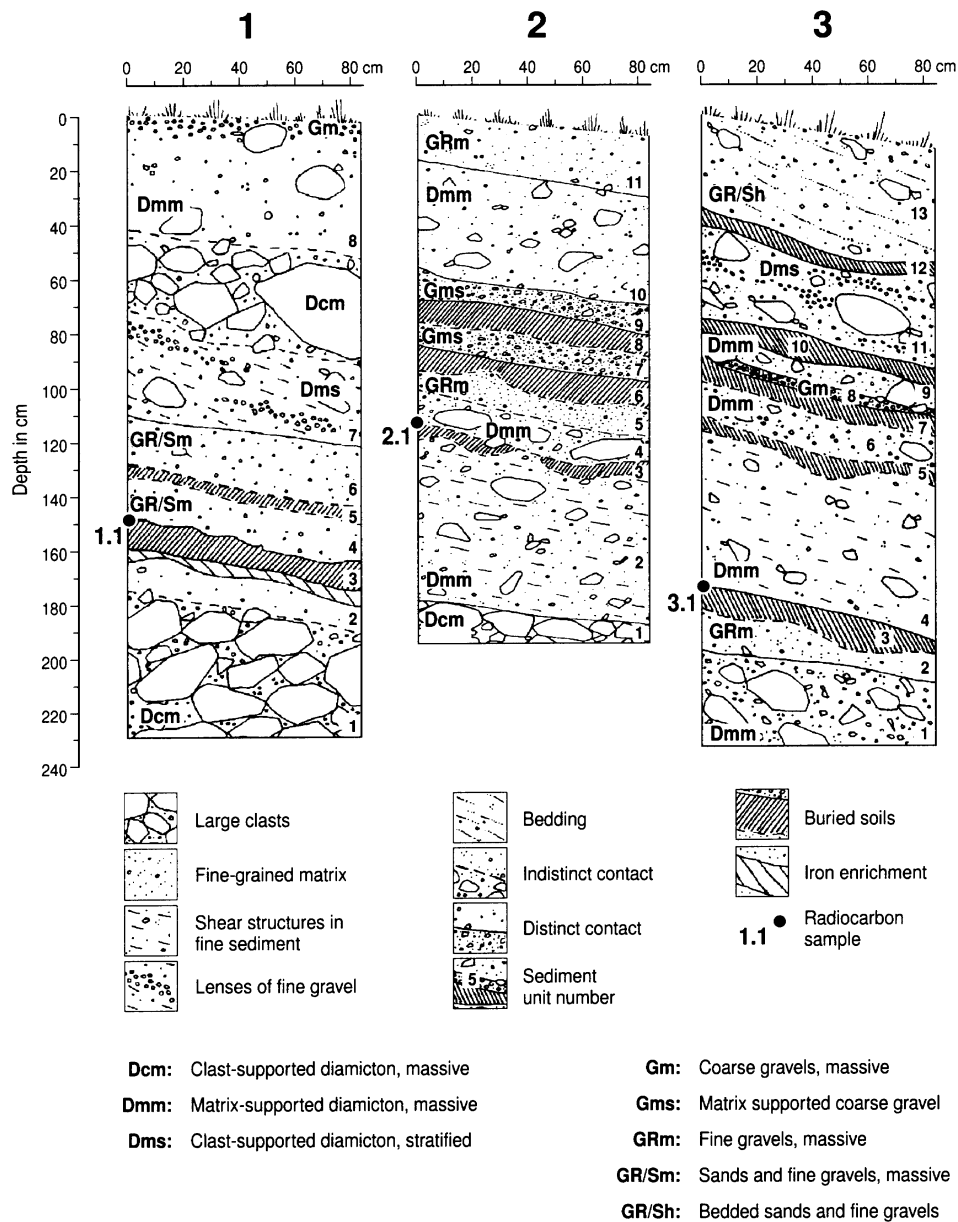 1 2 3
0 20 40 60 80 cm 0 20 40 60 80 cm 0 20 40 60 80 cm
Depth in cm
0
20
40
60
80
100
120
140
160
180
200
220
240
Gm
Dmm
8
Dcm
Dms
7
GR/Sm
6
5
GR/Sm
4
1.1
3
2
Dcm
1
GRm
11
Dmm
10
Gms
9
8
Gms
7
GRm
6
5
2.1
Dmm
4
3
2
Dmm
Dcm
1
GR/Sh
13
12
Dms
11
Dmm
10
9
Gm
8
Dmm
7
6
5
Dmm
3.1
4
GRm
3
2
Dmm
1
Large clasts
Fine-grained matrix
Shear structures in
fine sediment
Lenses of fine gravel
Bedding
Indistinct contact
Distinct contact
5 Sediment
unit number
Buried soils
Iron enrichment
1.1 Radiocarbon
sample
Dcm: Clast-supported diamicton, massive
Dmm: Matrix-supported diamicton, massive
Dms: Clast-supported diamicton, stratified
Gm: Coarse gravels, massive
Gms: Matrix supported coarse gravel
GRm: Fine gravels, massive
GR/Sm: Sands and fine gravels, massive
GR/Sh: Bedded sands and fine gravels